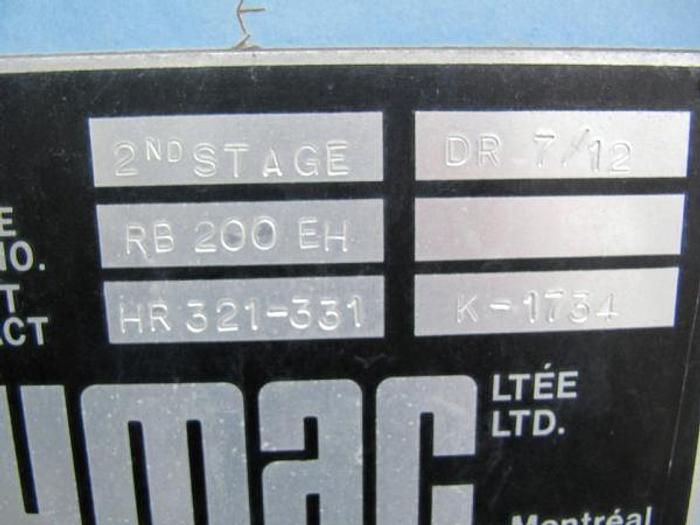 2ND STAGE DR 7/12
E
NO. RB 200 EH
T
CT HR 321-331 K-1734
LTÉE
LTD.
Montréal